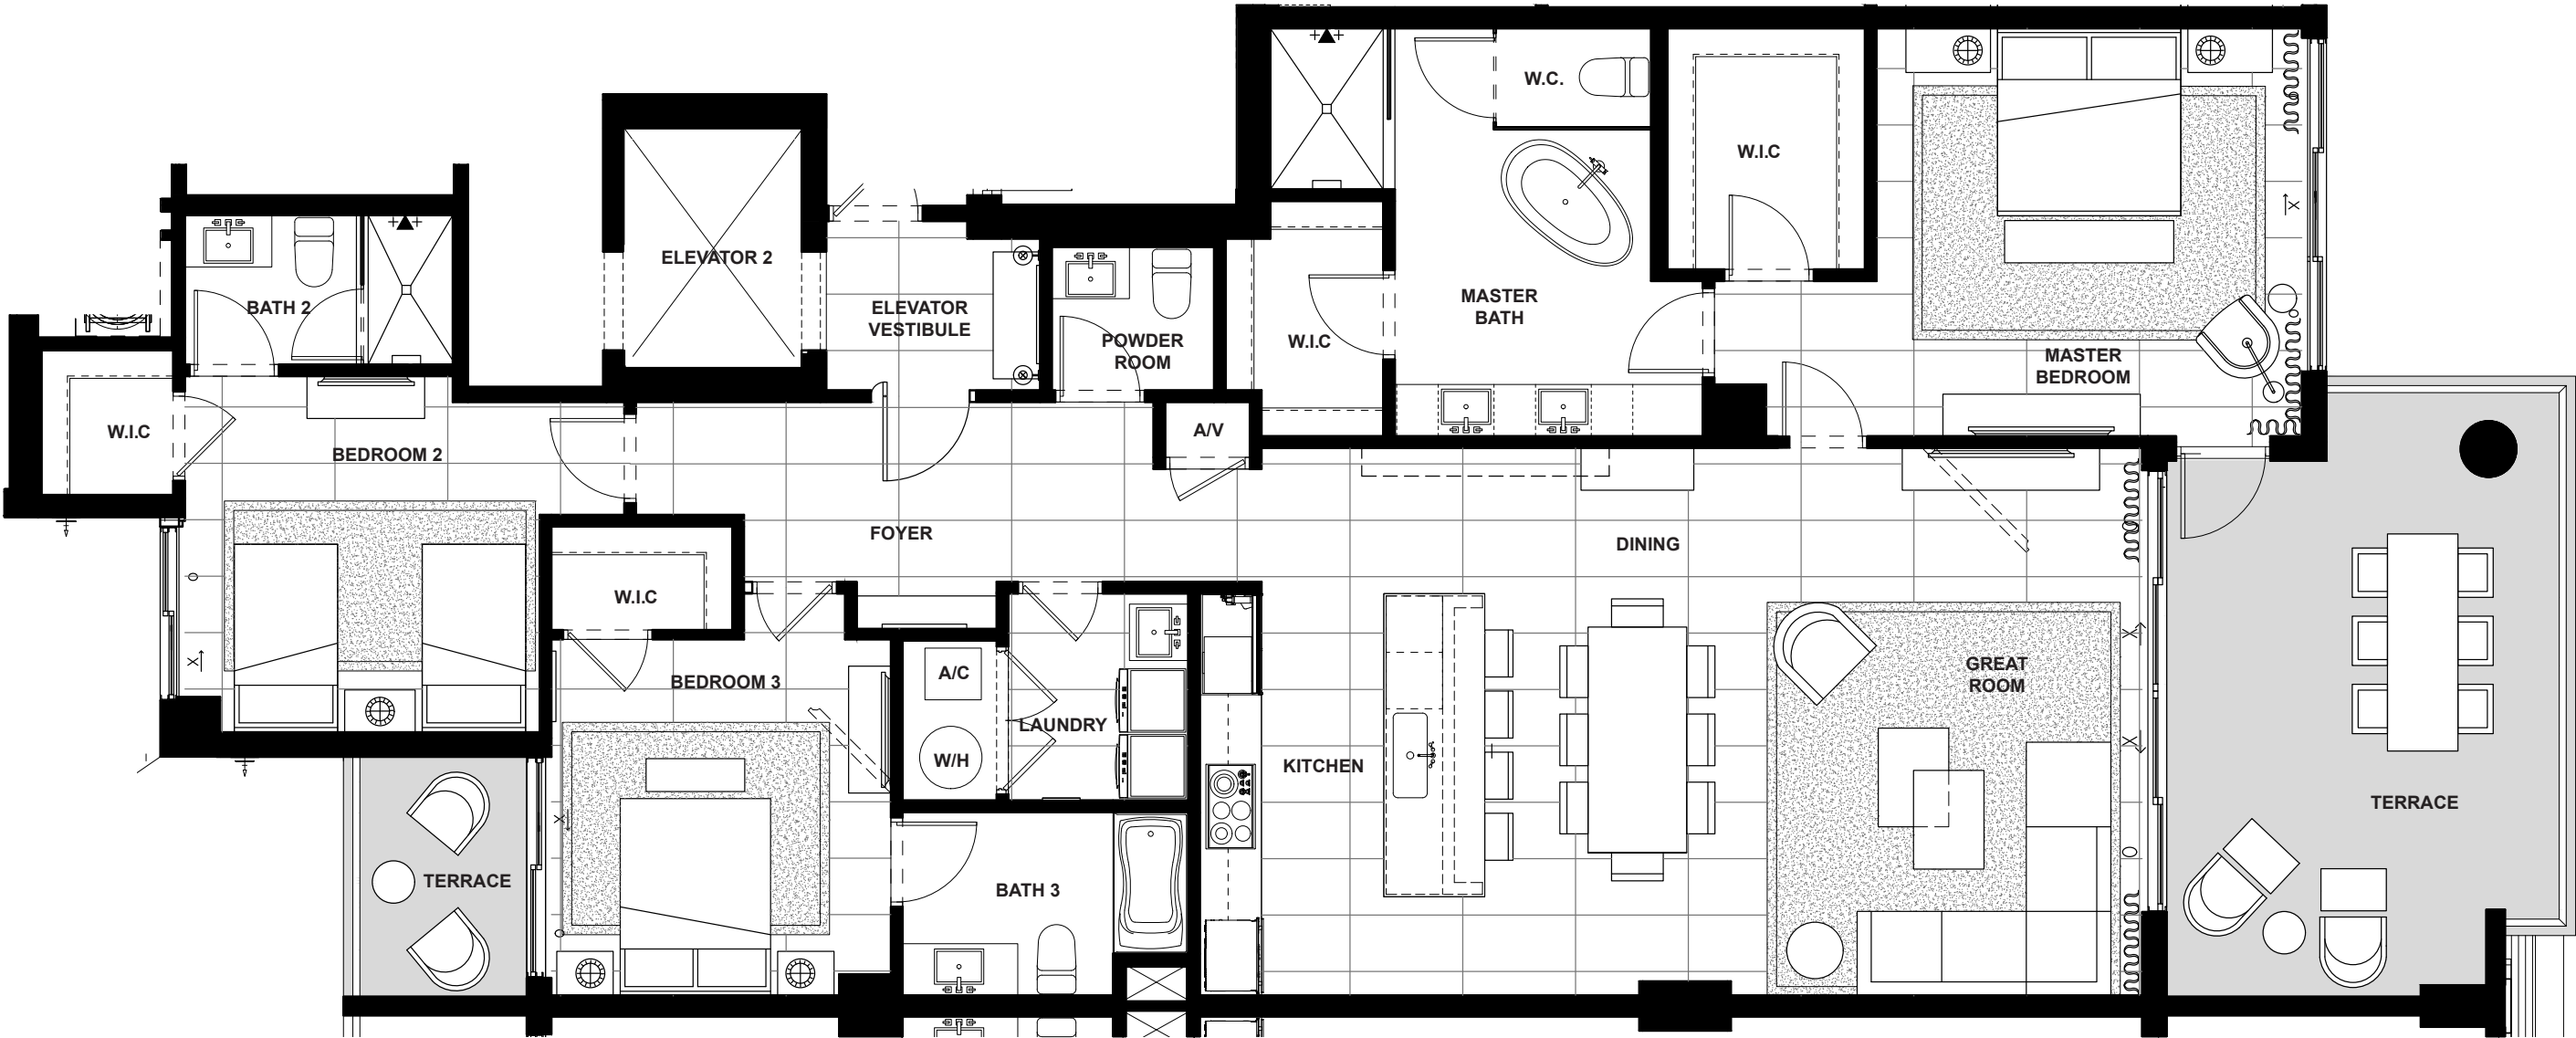 W.C.
W.I.C
ELEVATOR 2
BATH 2
ELEVATOR
VESTIBULE
POWDER
ROOM
W.I.C
MASTER
BATH
MASTER
BEDROOM
W.I.C
BEDROOM 2
A/V
FOYER
DINING
W.I.C
BEDROOM 3
A/C
LAUNDRY
W/H
KITCHEN
GREAT
ROOM
TERRACE
TERRACE
BATH 3
X
O
X
X
O
X
X
O